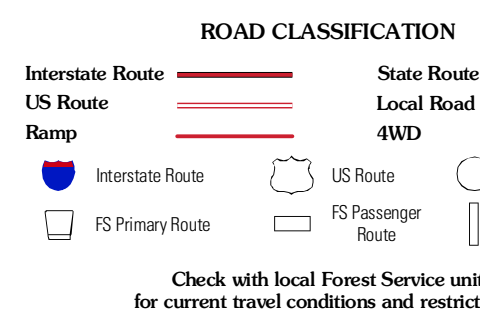 ROAD CLASSIFICATION
Interstate Route State Route
US Route Local Road
Ramp 4WD
Interstate Route US Route
FS Primary Route FS Passenger
Route
Check with local Forest Service unit
for current travel conditions and restrict